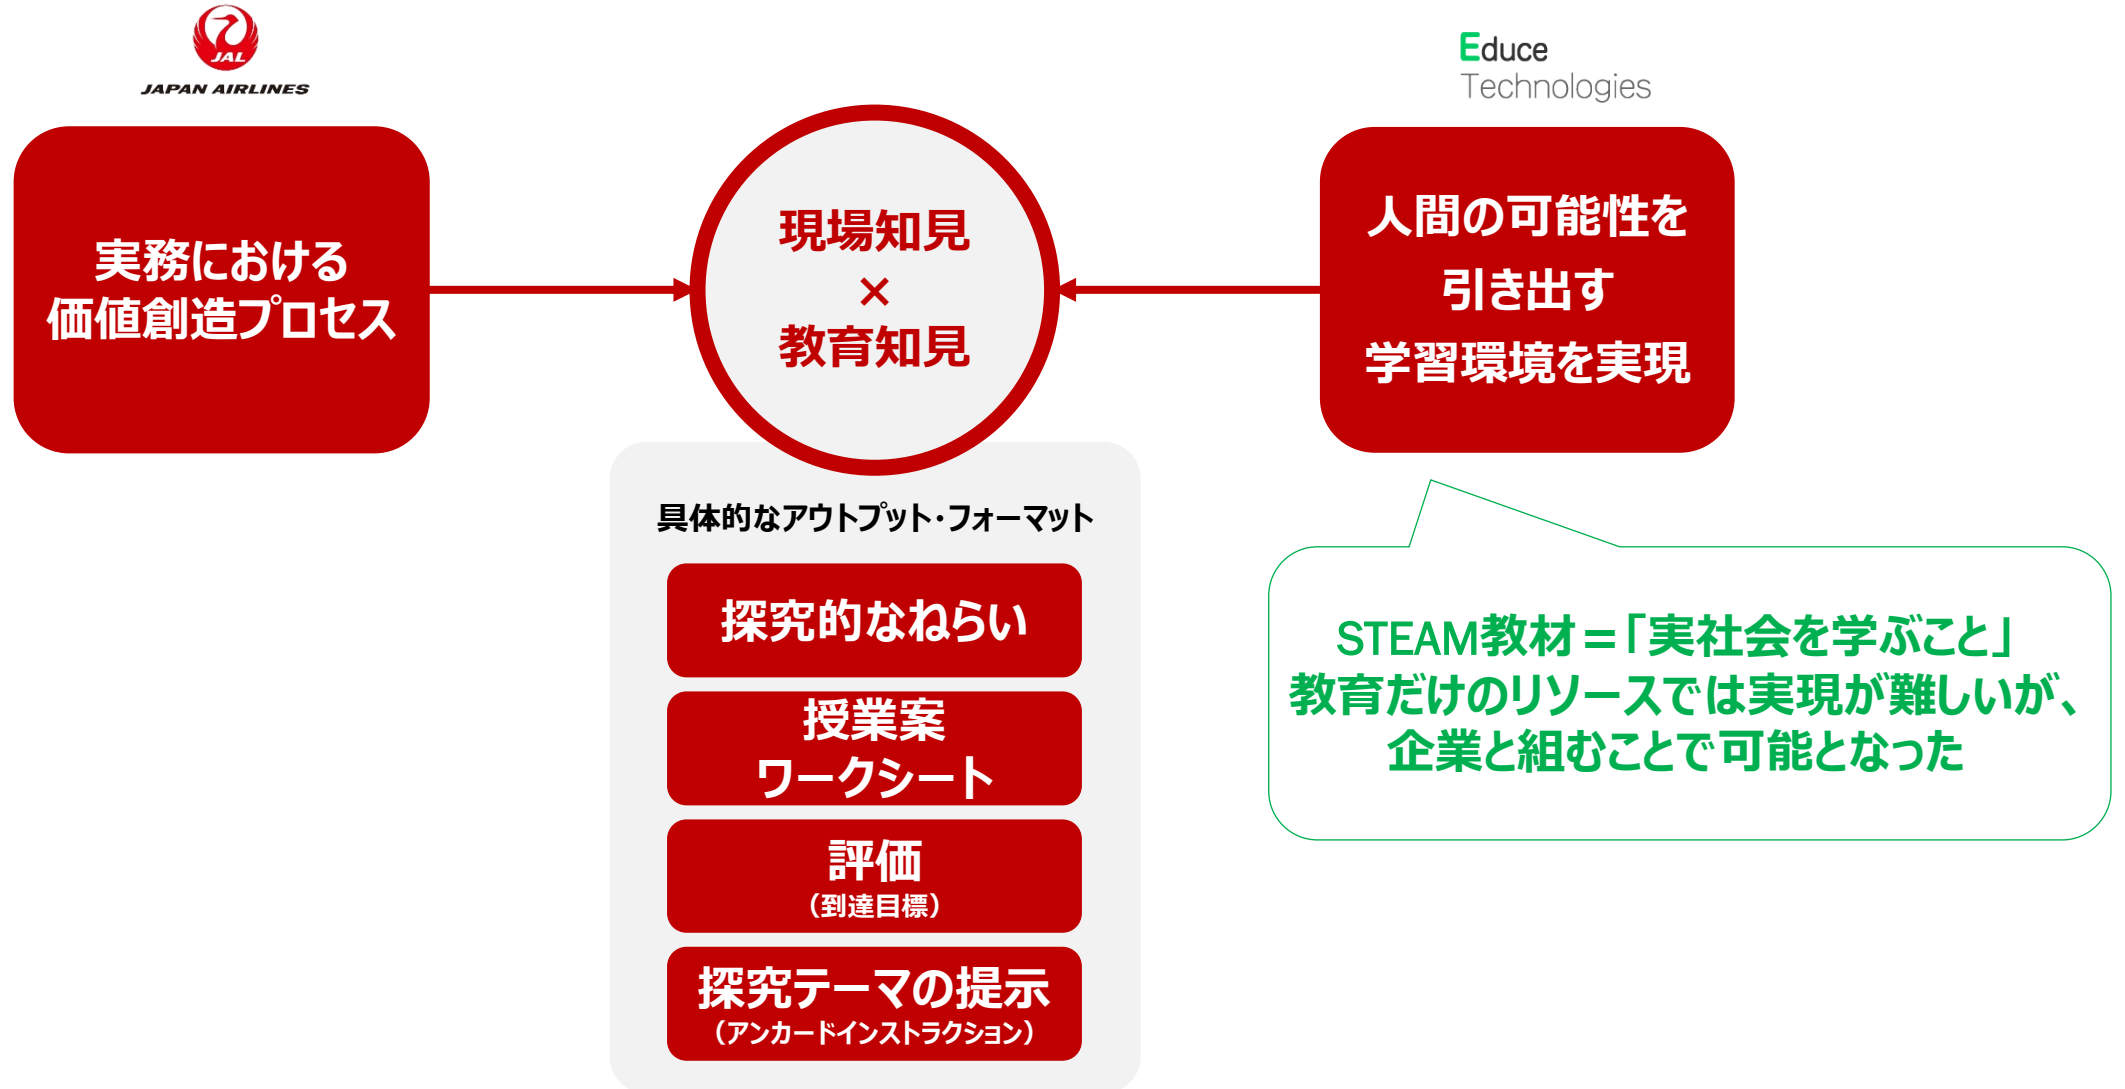 JAL
JAPAN AIRLINES
実務における
価値創造プロセス
現場知見
×
教育知見
Educe
Technologies
人間の可能性を
引き出す
学習環境を実現
具体的なアウトプット・フォーマット
探究的なねらい
授業案
ワークシート
評価
（到達目標）
探究テーマの提示
（アンカードインストラクション）
STEAM教材＝「実社会を学ぶこと」
教育だけのリソースでは実現が難しいが、
企業と組むことで可能となった